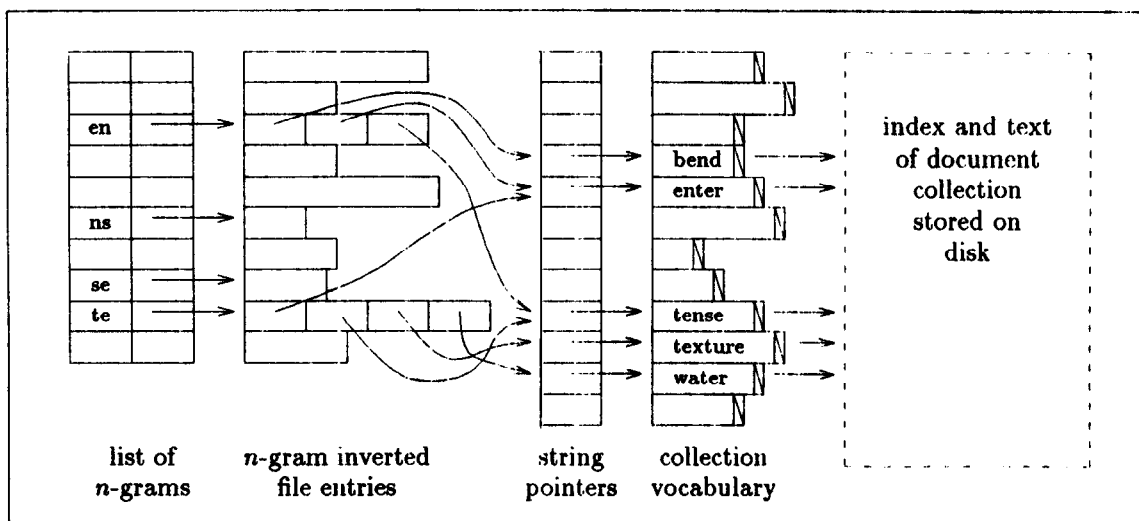 en
ns
se
te
bend
enter
tense
texture
water
index and text
of document
collection
stored on
disk
list of
n-grams
n-gram inverted
file entries
string
pointers
collection
vocabulary